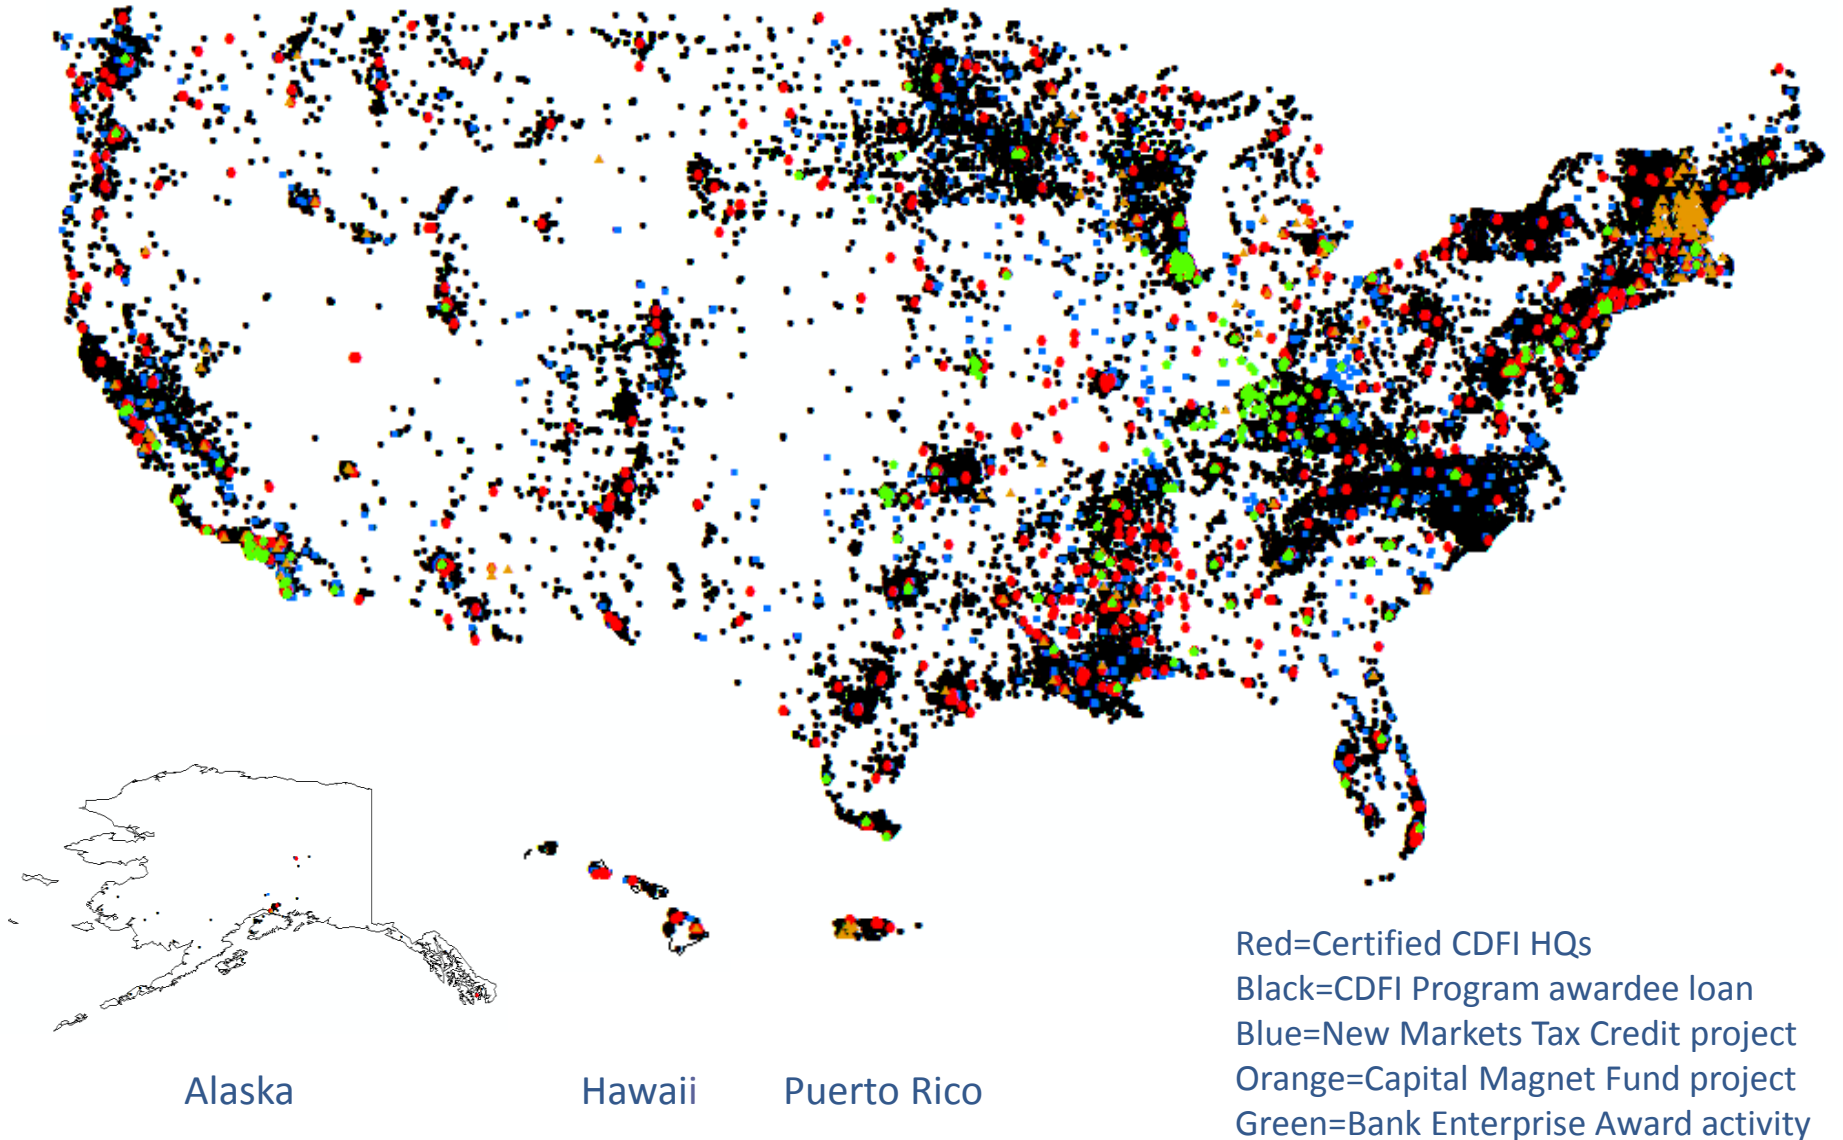 Red=Certified CDFI HQs
Black=CDFI Program awardee loan
Blue=New Markets Tax Credit project
Orange=Capital Magnet Fund project
Green=Bank Enterprise Award activity
Alaska
Hawaii
Puerto Rico